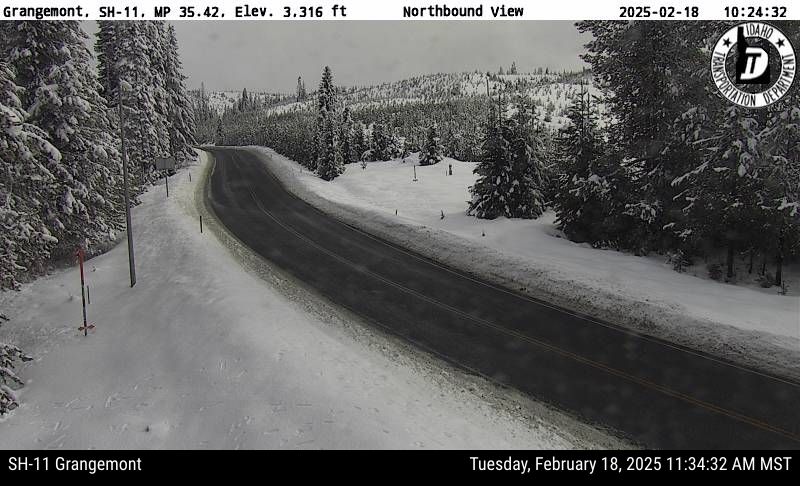 Grangemont, SH-11, MP 35.42, Elev. 3,316 ft Northbound View 2025-02-18 10:24:32
IDAHO
TRANSPORTATION DEPARTMENT
SH-11 Grangemont Tuesday, February 18, 2025 11:34:32 AM MST